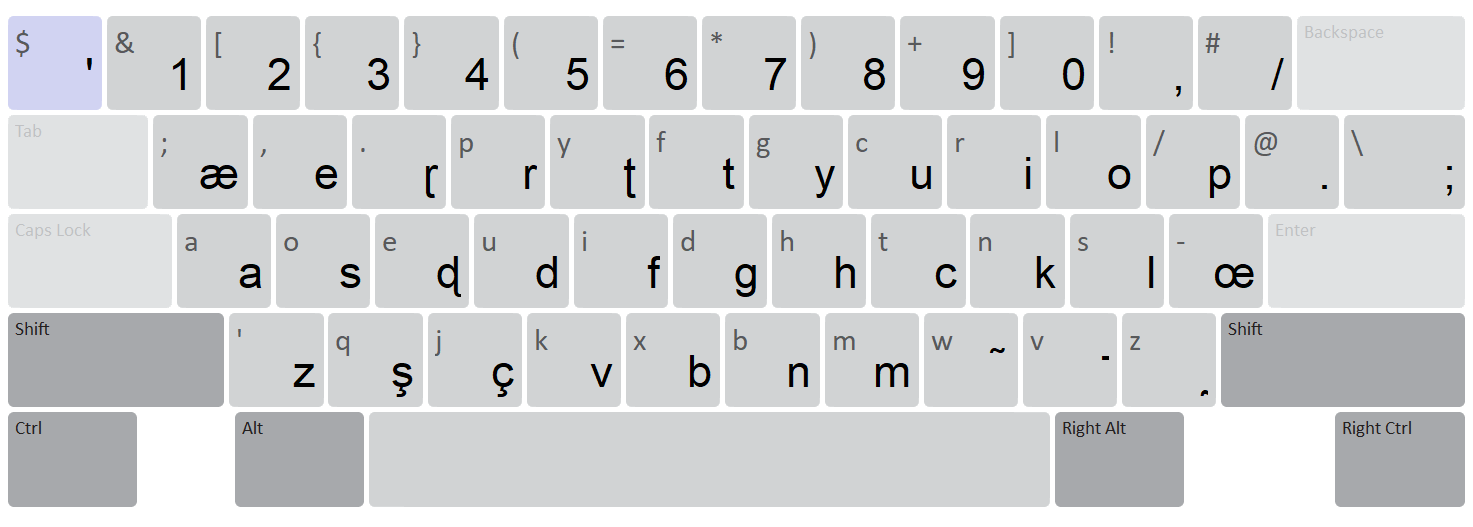 $ ' & 1 [ 2 { 3 } 4 ( 5 = 6 * 7 ) 8 + 9 ] 0 ! , # / Backspace
Tab ; æ , e . ɽ p r y ʈ f t g y c u r i l o / p @ . \ ;
Caps Lock a a o s e ɖ u d i f d g h h t c n k s l - œ Enter
Shift ' z q ş j ç k v x b b n m m w ~ v - z ˛ Shift
Ctrl Alt Right Alt Right Ctrl